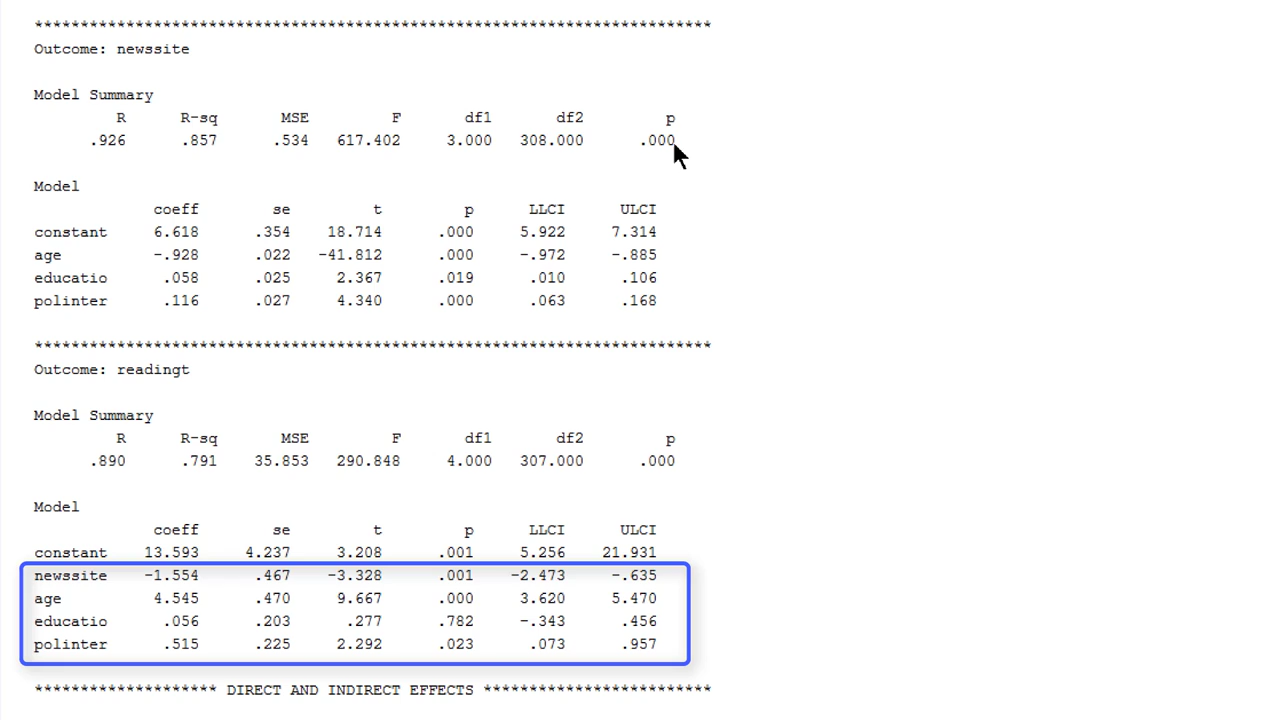 **************************************************************************
Outcome: newssite
Model Summary
R R-sq MSE F df1 df2 p
.926 .857 .534 617.402 3.000 308.000 .000
Model
coeff se t p LLCI ULCI
constant 6.618 .354 18.714 .000 5.922 7.314
age -.928 .022 -41.812 .000 -.972 -.885
educatio .058 .025 2.367 .019 .010 .106
polinter .116 .027 4.340 .000 .063 .168
**************************************************************************
Outcome: readingt
Model Summary
R R-sq MSE F df1 df2 p
.890 .791 35.853 290.848 4.000 307.000 .000
Model
coeff se t p LLCI ULCI
constant 13.593 4.237 3.208 .001 5.256 21.931
newssite -1.554 .467 -3.328 .001 -2.473 -.635
age 4.545 .470 9.667 .000 3.620 5.470
educatio .056 .203 .277 .782 -.343 .456
polinter .515 .225 2.292 .023 .073 .957
******************** DIRECT AND INDIRECT EFFECTS *************************